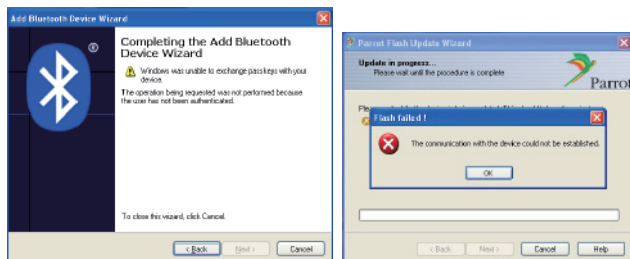 Add Bluetooth Device Wizard
®
Completing the Add Bluetooth
Device Wizard
Windows was unable to exchange passkeys with your
device.
The operation being requested was not performed because
the user has not been authenticated.
To close this wizard, click Cancel.
< Back
Next >
Cancel
Parrot Flash Update Wizard
Update in progress...
Please wait until the procedure is complete
Parrot
Flash failed !
The communication with the device could not be established.
OK
< Back
Next >
Cancel
Help